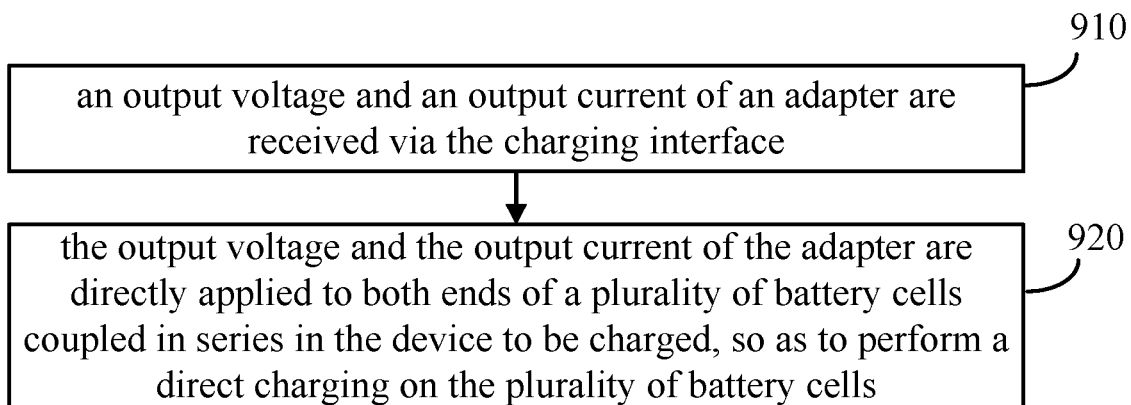 910
an output voltage and an output current of an adapter are
received via the charging interface
920
the output voltage and the output current of the adapter are
directly applied to both ends of a plurality of battery cells
coupled in series in the device to be charged, so as to perform a
direct charging on the plurality of battery cells